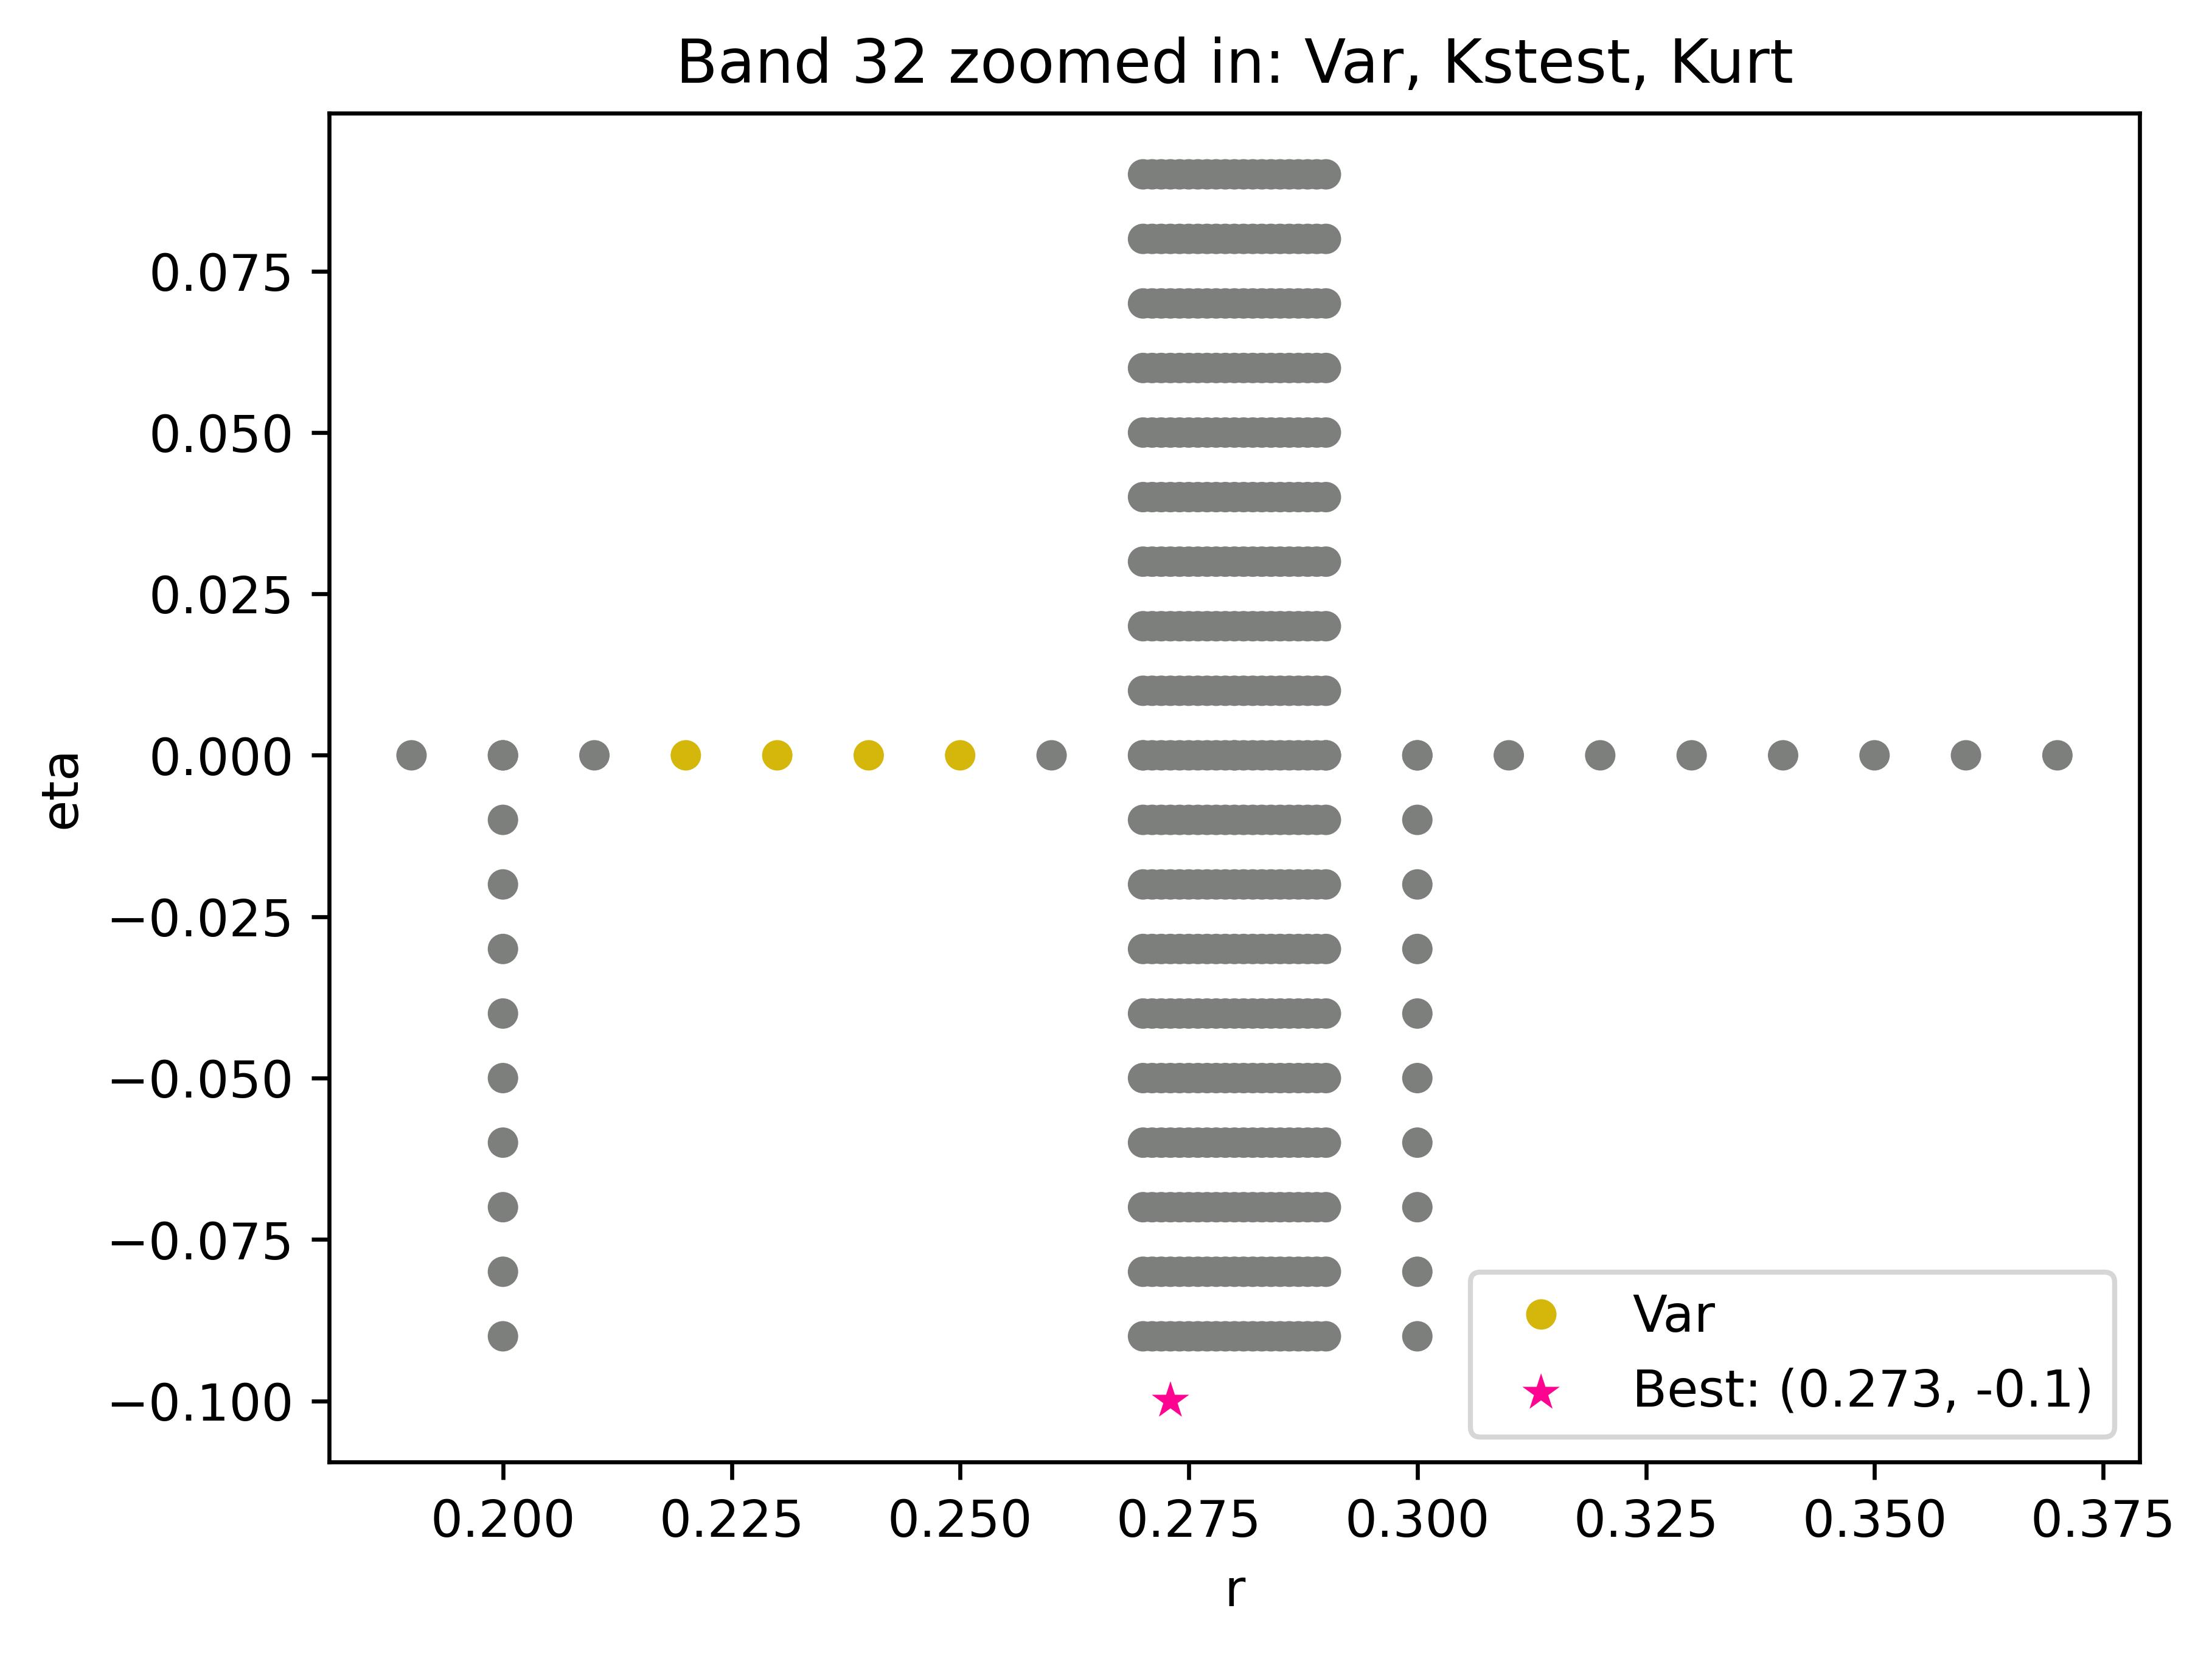 Band 32 zoomed in: Var, Kstest, Kurt
0.075
0.050
0.025
0.000
−0.025
−0.050
−0.075
−0.100
eta
Var
Best: (0.273, -0.1)
0.200 0.225 0.250 0.275 0.300 0.325 0.350 0.375
r